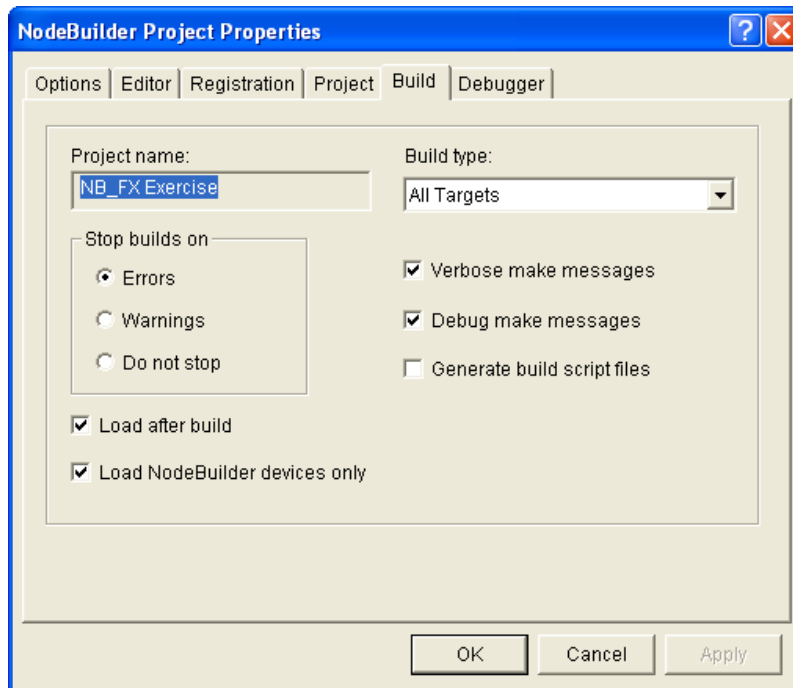 NodeBuilder Project Properties
Options Editor Registration Project Build Debugger
Project name:
NB_FX Exercise
Build type:
All Targets
Stop builds on
Errors
Warnings
Do not stop
Verbose make messages
Debug make messages
Generate build script files
Load after build
Load NodeBuilder devices only
OK Cancel Apply